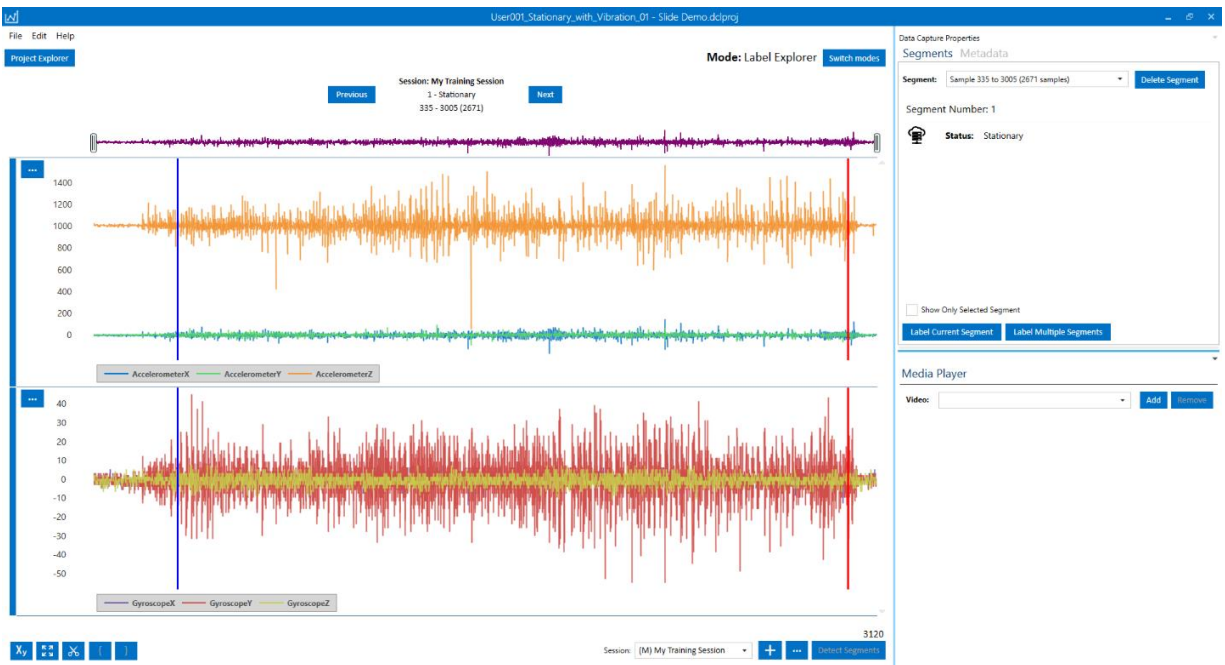 User001_Stationary_with_Vibration_01 - Slide Demo.dclproj
File Edit Help
Project Explorer
Mode: Label Explorer Switch modes
Session: My Training Session
Previous 1 - Stationary Next
335 - 3005 (2671)
...
1400
1200
1000
800
600
400
200
0
AccelerometerX AccelerometerY AccelerometerZ
...
40
30
20
10
0
-10
-20
-30
-40
-50
GyroscopeX GyroscopeY GyroscopeZ
3120
Xy { } Session: (M) My Training Session + ... Detect Segments
Data Capture Properties
Segments Metadata
Segment: Sample 335 to 3005 (2671 samples) Delete Segment
Segment Number: 1
Status: Stationary
Show Only Selected Segment
Label Current Segment Label Multiple Segments
Media Player
Video: Add Remove